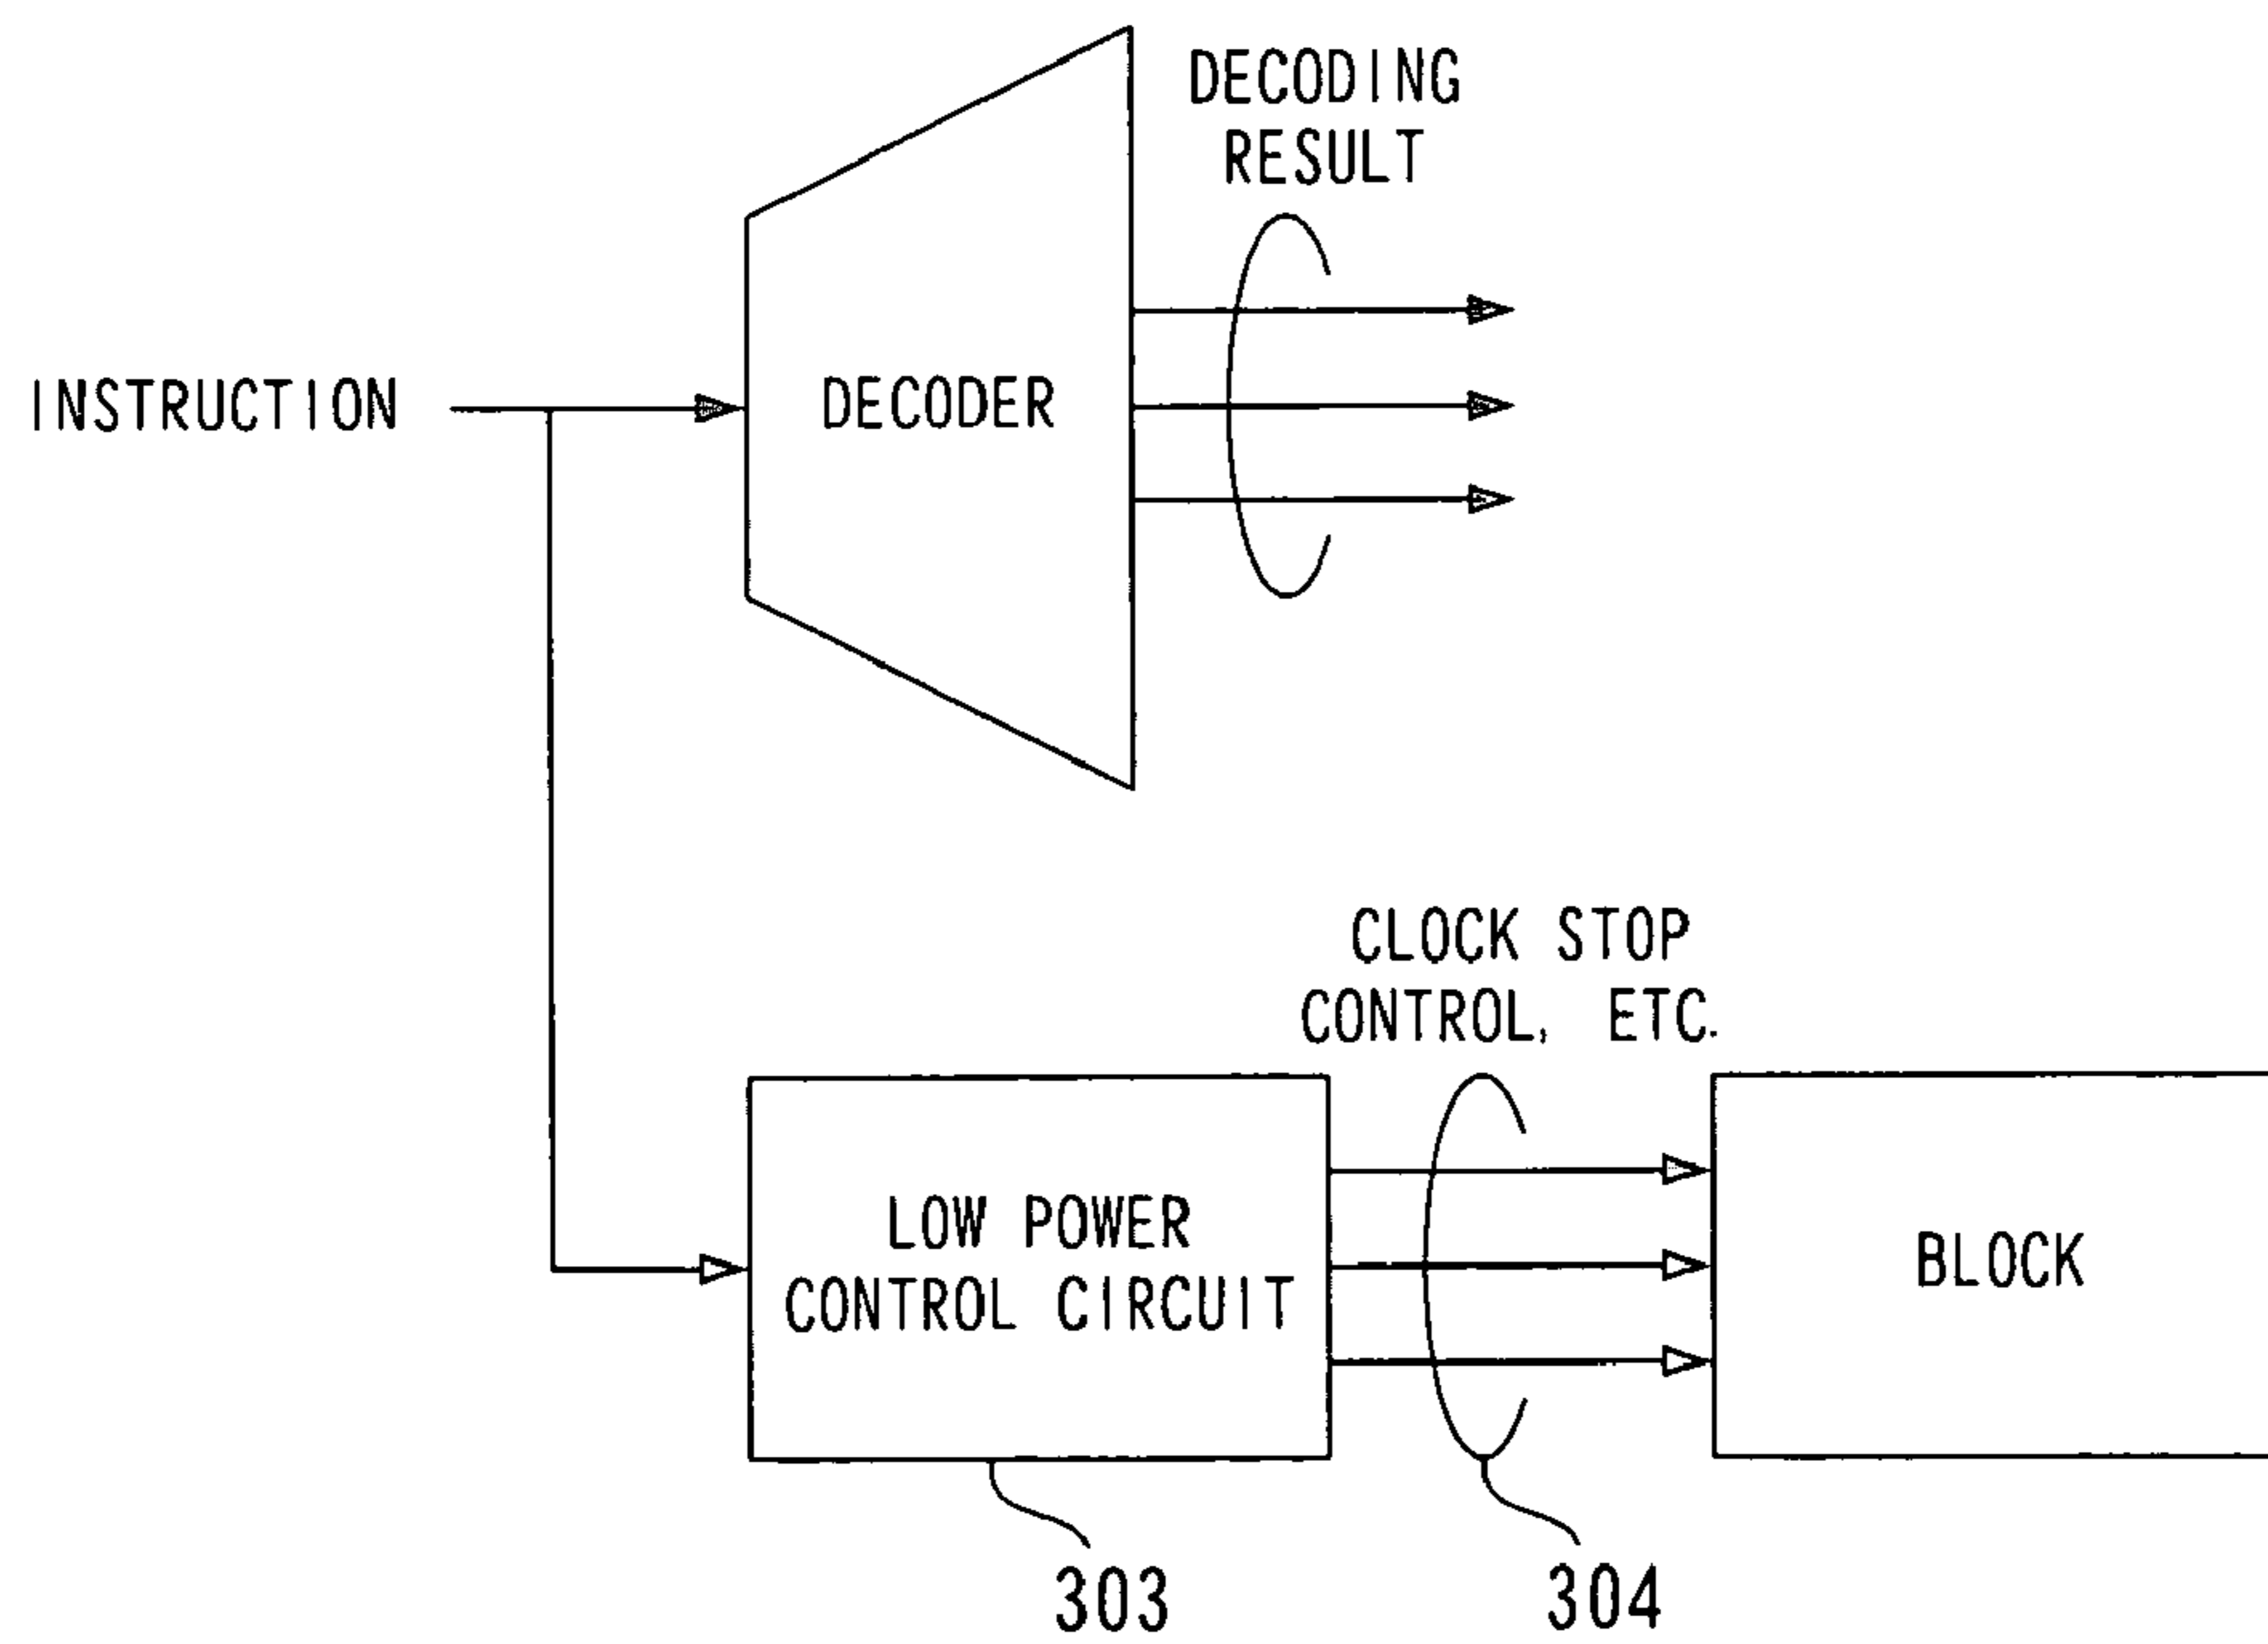 DECODING
RESULT
INSTRUCTION
DECODER
CLOCK STOP
CONTROL, ETC.
LOW POWER
CONTROL CIRCUIT
BLOCK
303
304